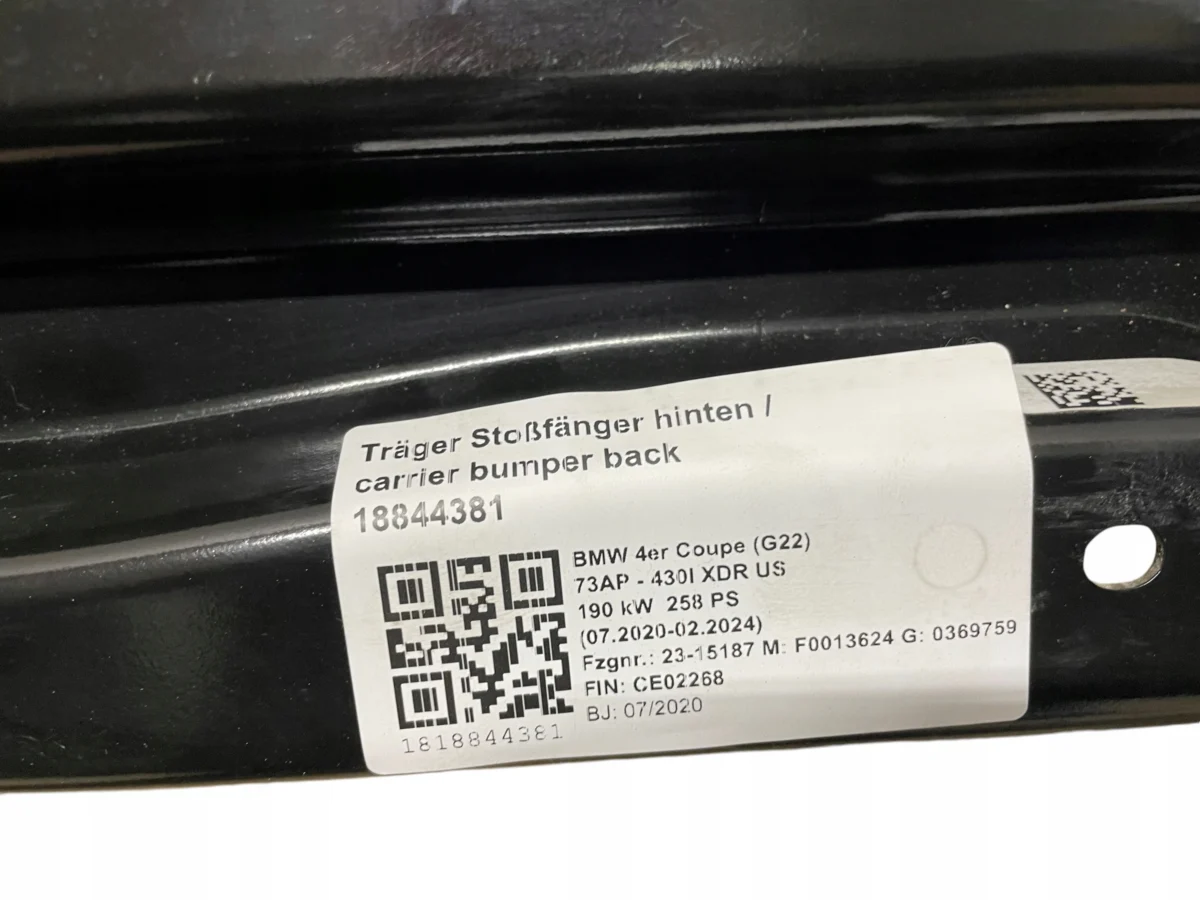 Träger Stoßfänger hinten /
carrier bumper back
18844381
BMW 4er Coupe (G22)
73AP - 430I XDR US
190 kW 258 PS
(07.2020-02.2024)
Fzgnr.: 23-15187 M: F0013624 G: 0369759
FIN: CE02268
BJ: 07/2020
1818844381